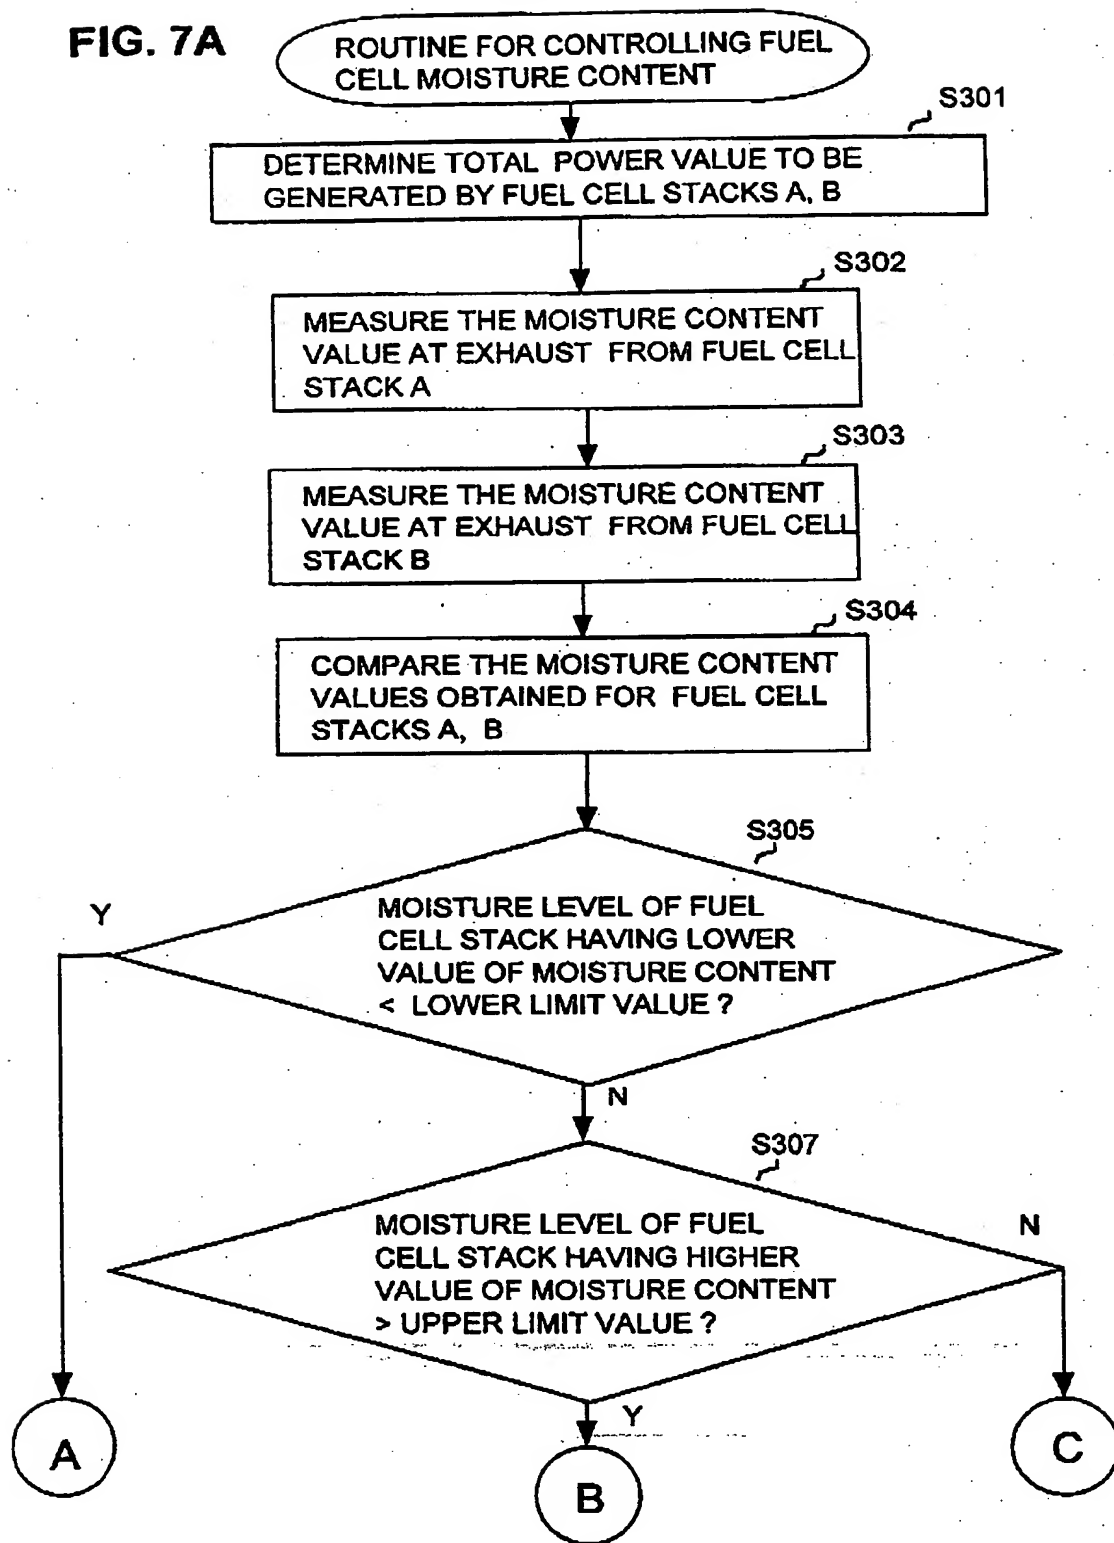 FIG. 7A
ROUTINE FOR CONTROLLING FUEL
CELL MOISTURE CONTENT
S301
DETERMINE TOTAL POWER VALUE TO BE
GENERATED BY FUEL CELL STACKS A, B
S302
MEASURE THE MOISTURE CONTENT
VALUE AT EXHAUST FROM FUEL CELL
STACK A
S303
MEASURE THE MOISTURE CONTENT
VALUE AT EXHAUST FROM FUEL CELL
STACK B
S304
COMPARE THE MOISTURE CONTENT
VALUES OBTAINED FOR FUEL CELL
STACKS A, B
S305
Y
MOISTURE LEVEL OF FUEL
CELL STACK HAVING LOWER
VALUE OF MOISTURE CONTENT
< LOWER LIMIT VALUE ?
N
S307
MOISTURE LEVEL OF FUEL
CELL STACK HAVING HIGHER
VALUE OF MOISTURE CONTENT
> UPPER LIMIT VALUE ?
N
Y
A
B
C